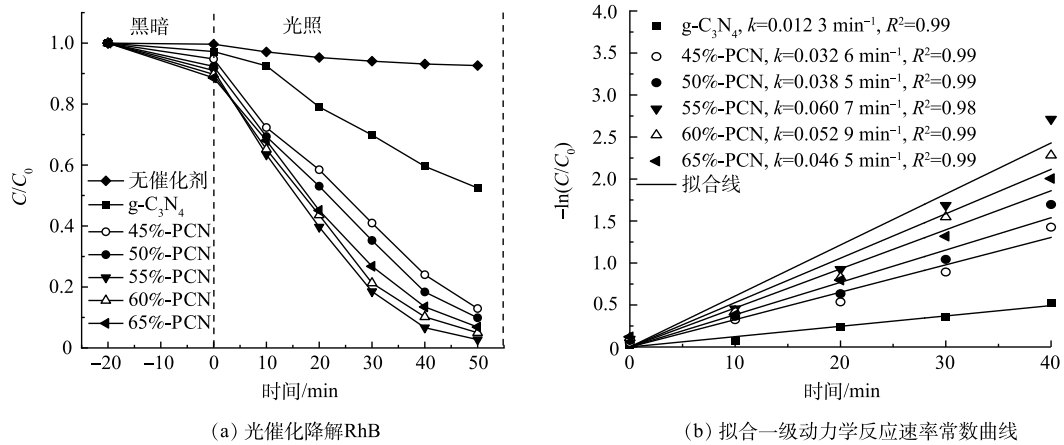 黑暗 光照
1.0
0.8
0.6
0.4
0.2
0
C/C₀
无催化剂
g-C₃N₄
45%-PCN
50%-PCN
55%-PCN
60%-PCN
65%-PCN
−20 −10 0 10 20 30 40 50
时间/min
(a) 光催化降解RhB
4.0
3.5
3.0
2.5
2.0
1.5
1.0
0.5
0
−ln(C/C₀)
g-C₃N₄, k=0.012 3 min⁻¹, R²=0.99
45%-PCN, k=0.032 6 min⁻¹, R²=0.99
50%-PCN, k=0.038 5 min⁻¹, R²=0.99
55%-PCN, k=0.060 7 min⁻¹, R²=0.98
60%-PCN, k=0.052 9 min⁻¹, R²=0.99
65%-PCN, k=0.046 5 min⁻¹, R²=0.99
拟合线
0 10 20 30 40
时间/min
(b) 拟合一级动力学反应速率常数曲线